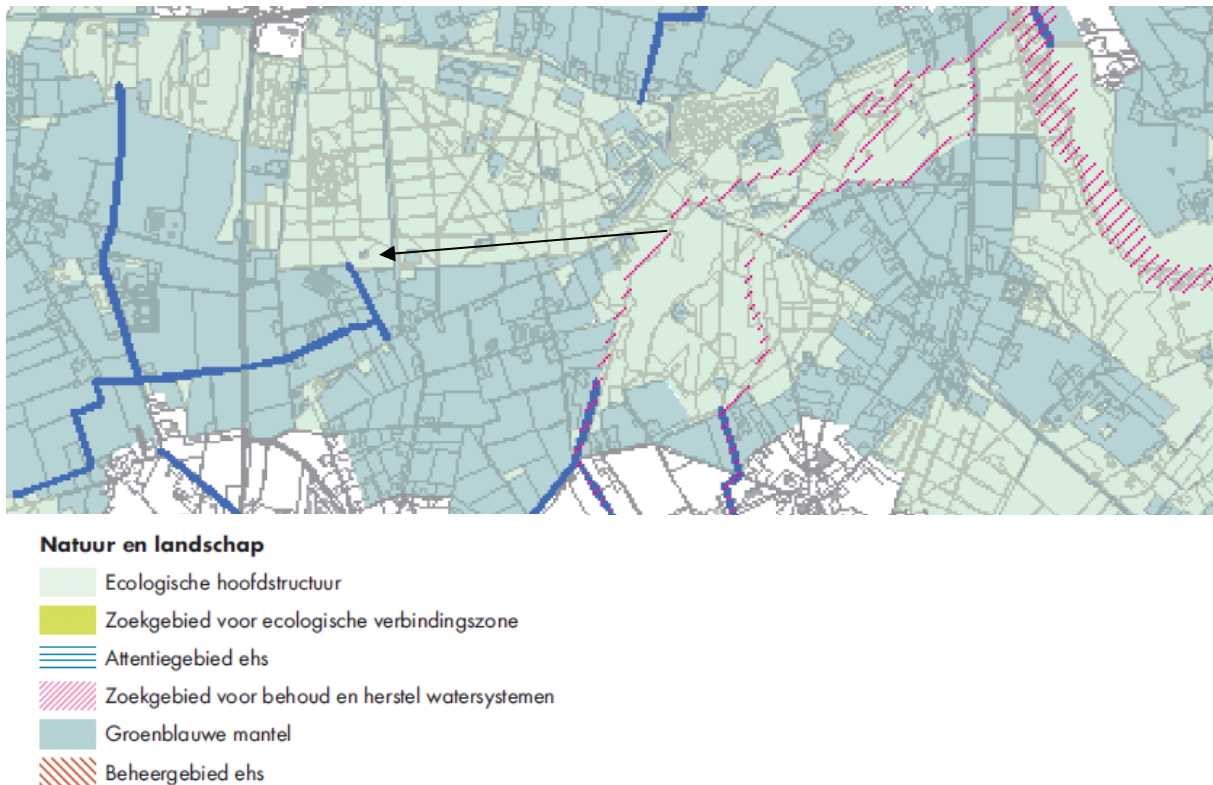 Natuur en landschap
Ecologische hoofdstructuur
Zoekgebied voor ecologische verbindingszone
Attentiegebied ehs
Zoekgebied voor behoud en herstel watersystemen
Groenblauwe mantel
Beheergebied ehs